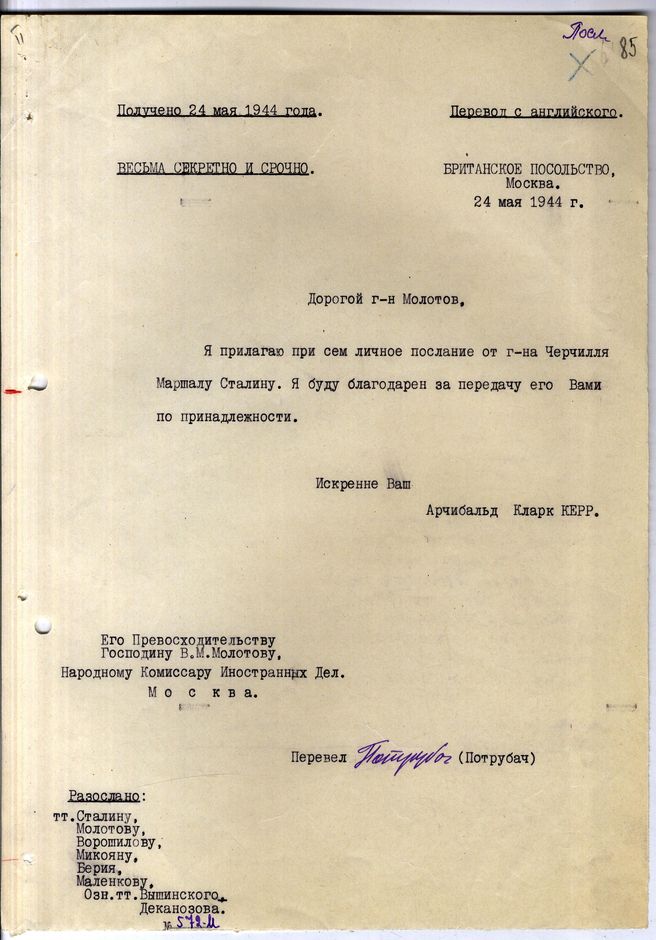 Посл.
85
Получено 24 мая 1944 года.
Перевод с английского.
ВЕСЬМА СЕКРЕТНО И СРОЧНО.
БРИТАНСКОЕ ПОСОЛЬСТВО,
Москва.
24 мая 1944 г.
Дорогой г-н Молотов,
Я прилагаю при сем личное послание от г-на Черчилля
Маршалу Сталину. Я буду благодарен за передачу его Вами
по принадлежности.
Искренне Ваш
Арчибальд Кларк КЕРР.
Его Превосходительству
Господину В.М.Молотову,
Народному Комиссару Иностранных Дел.
М о с к в а.
Перевел Потрубач (Потрубач)
Разослано:
тт.Сталину,
Молотову,
Ворошилову,
Микояну,
Берия,
Маленкову,
Озн.тт.Вышинского,
Деканозова.
№ 572-М